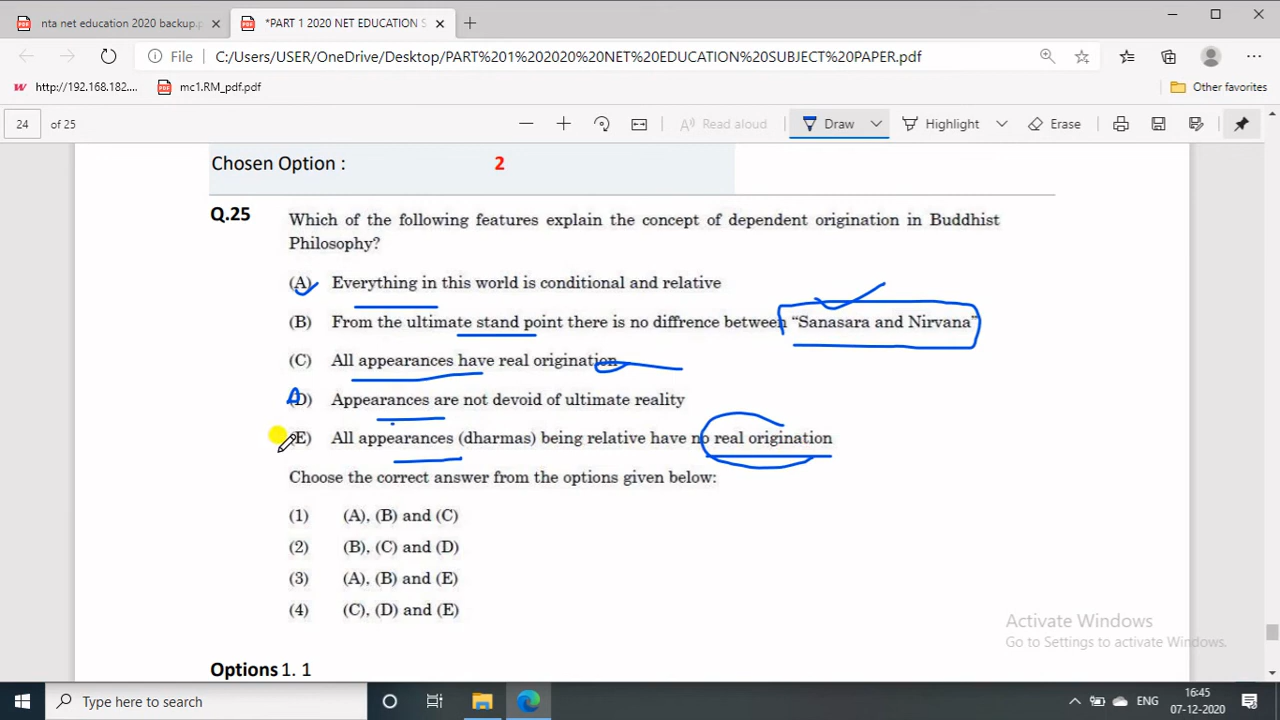 nta net education 2020 backup.p
*PART 1 2020 NET EDUCATION S
File C:/Users/USER/OneDrive/Desktop/PART%201%202020%20NET%20EDUCATION%20SUBJECT%20PAPER.pdf
http://192.168.182.... mc1.RM_pdf.pdf Other favorites
24 of 25 Read aloud Draw Highlight Erase
Chosen Option : 2
Q.25 Which of the following features explain the concept of dependent origination in Buddhist
Philosophy?
(A) Everything in this world is conditional and relative
(B) From the ultimate stand point there is no diffrence between “Sanasara and Nirvana”
(C) All appearances have real origination
(D) Appearances are not devoid of ultimate reality
(E) All appearances (dharmas) being relative have no real origination
Choose the correct answer from the options given below:
(1) (A), (B) and (C)
(2) (B), (C) and (D)
(3) (A), (B) and (E)
(4) (C), (D) and (E)
Activate Windows
Go to Settings to activate Windows.
Options 1. 1
Type here to search
ENG
16:45
07-12-2020